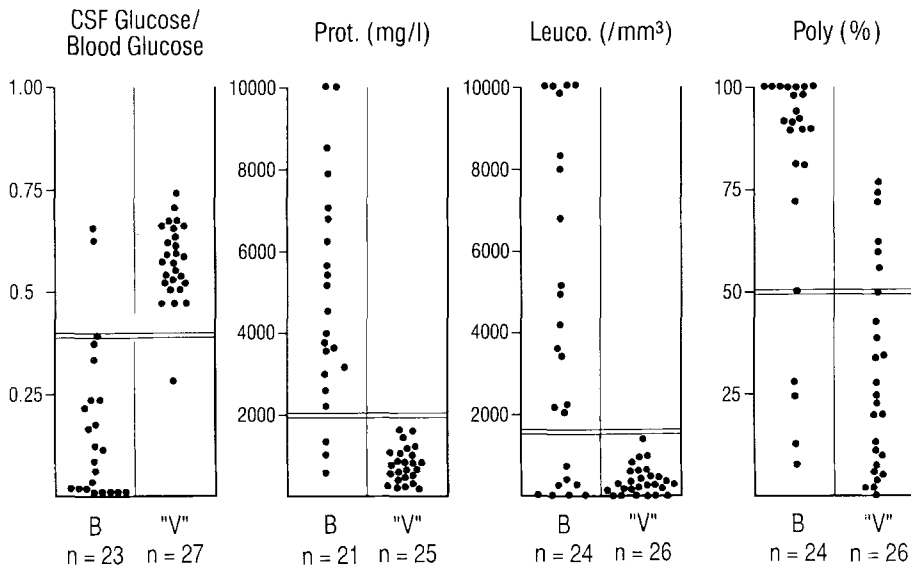 CSF Glucose/
Blood Glucose
1.00
0.75
0.5
0.25
B
"V"
n = 23
n = 27
Prot. (mg/l)
10000
8000
6000
4000
2000
B
"V"
n = 21
n = 25
Leuco. (/mm³)
10000
8000
6000
4000
2000
B
"V"
n = 24
n = 26
Poly (%)
100
75
50
25
B
"V"
n = 24
n = 26